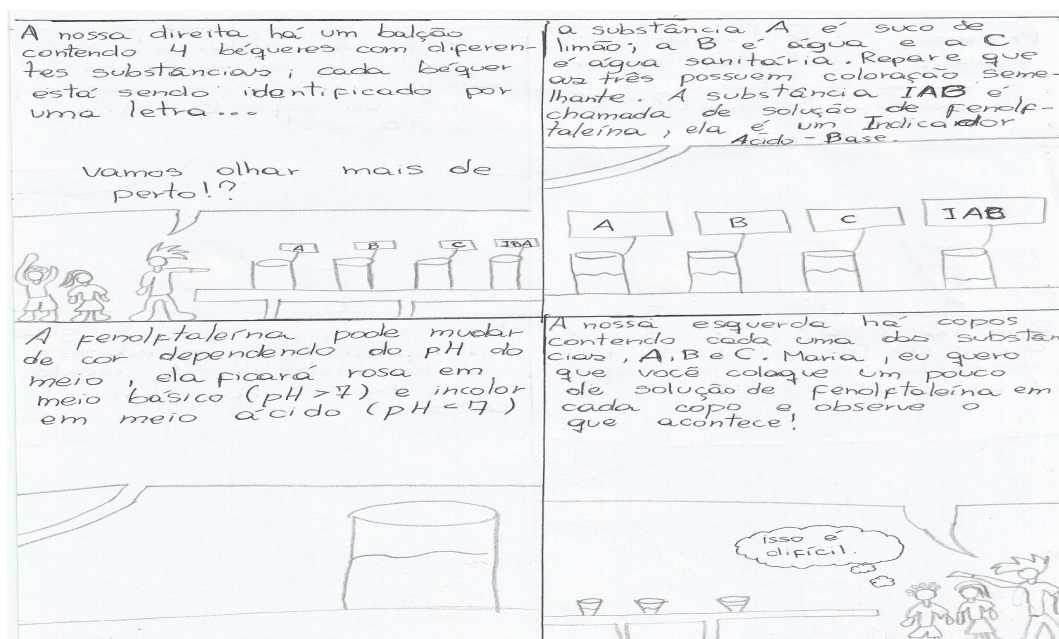 A nossa direita há um balção
contendo 4 béqueres com diferen-
tes substâncias; cada béquer
está sendo identificado por
uma letra...
Vamos olhar mais de
perto!?
A
B
C
IBA
a substância A é suco de
limão; a B é água e a C
é água sanitária. Repare que
as três possuem coloração seme-
lhante. A substância IAB é
chamada de solução de fenolf-
taleína, ela é um Indicador
Acido-Base.
A
B
C
IAB
A fenolftaleína pode mudar
de cor dependendo do pH do
meio, ela ficará rosa em
meio básico (pH > 7) e incolor
em meio ácido (pH < 7)
A nossa esquerda há copos
contendo cada uma das substân
cias, A, B e C. Maria, eu quero
que você coloque um pouco
de solução de fenolftaleína em
cada copo e observe o
que acontece!
isso é
difícil.